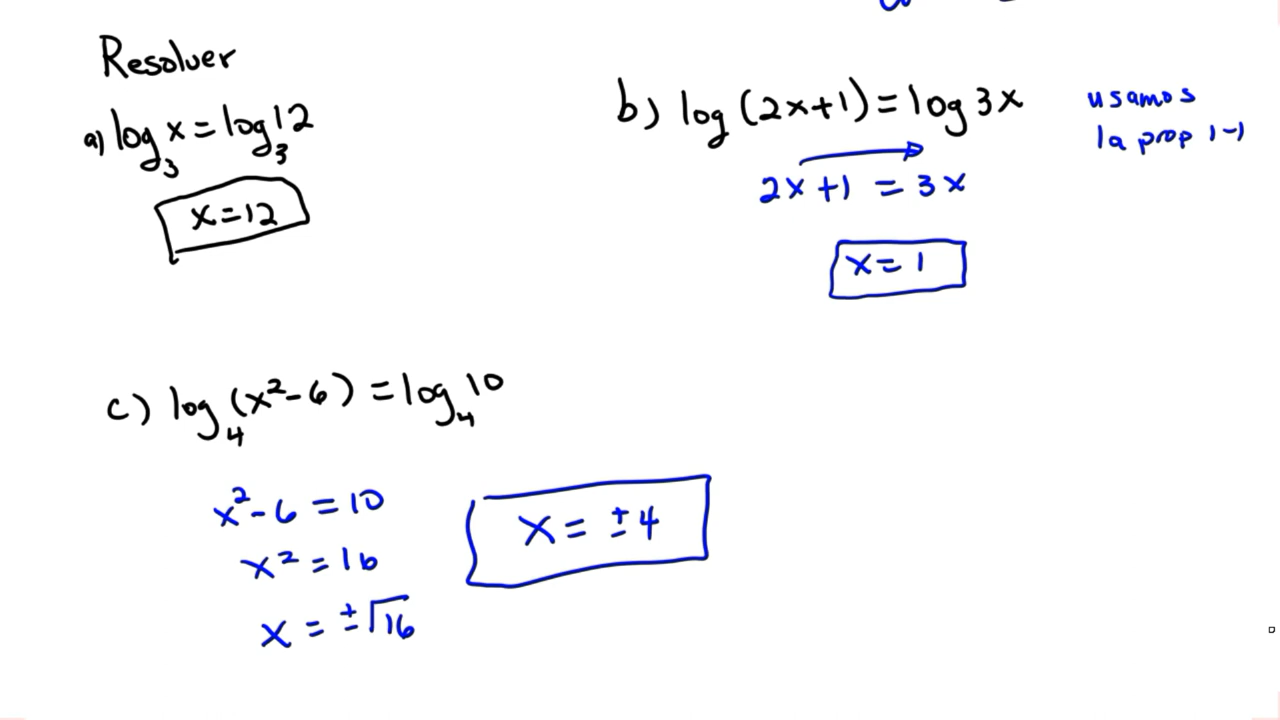 Resolver
a) log₃ x = log₃ 12
x = 12
b) log (2x+1) = log 3x
usamos
la prop 1-1
2x+1 = 3x
x = 1
c) log₄ (x²-6) = log₄ 10
x²-6 = 10
x² = 16
x = ±√16
x = ±4